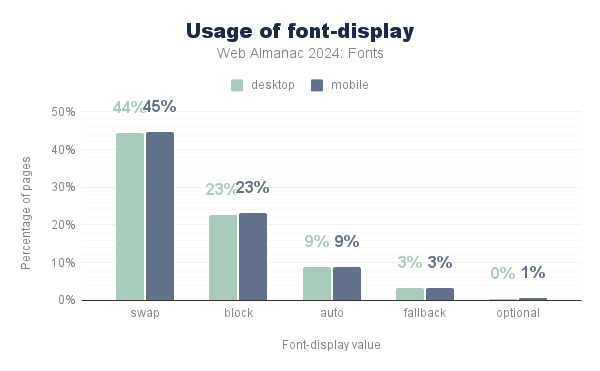 Usage of font-display
Web Almanac 2024: Fonts
desktop mobile
Percentage of pages
50%
40%
30%
20%
10%
0%
44% 45%
23% 23%
9% 9%
3% 3%
0% 1%
swap block auto fallback optional
Font-display value